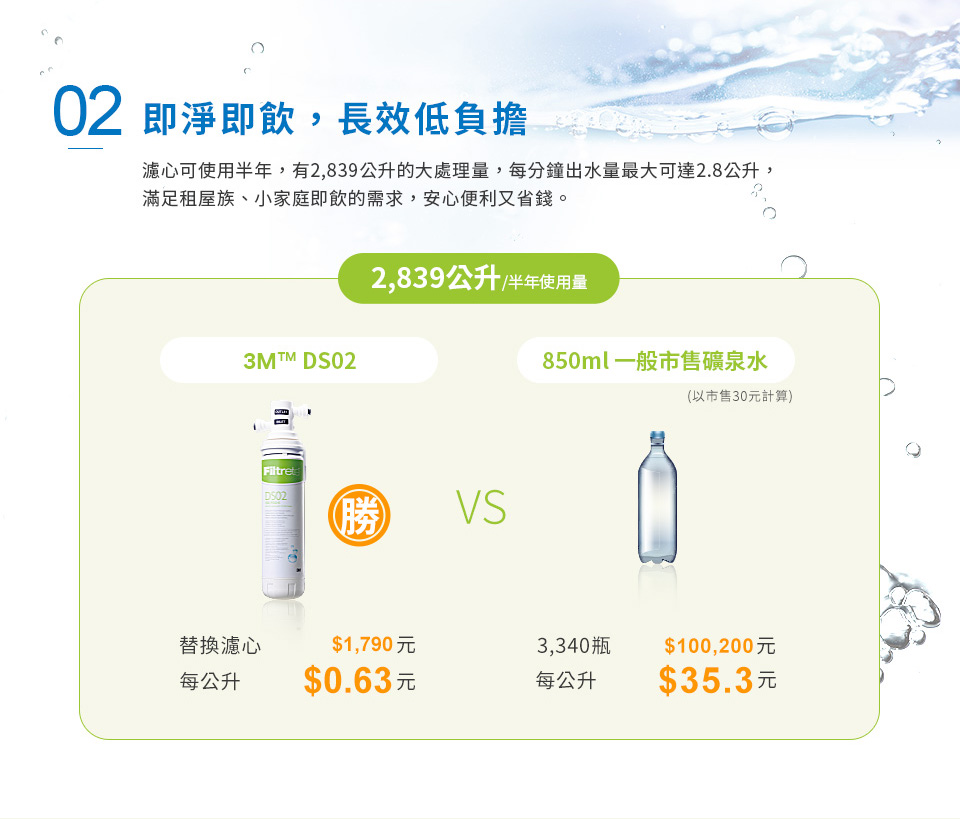 02 即淨即飲，長效低負擔
濾心可使用半年，有2,839公升的大處理量，每分鐘出水量最大可達2.8公升，
滿足租屋族、小家庭即飲的需求，安心便利又省錢。
2,839公升/半年使用量
3M™ DS02
850ml 一般市售礦泉水
(以市售30元計算)
OUTLET
INLET
Filtrete
DS02
勝
VS
替換濾心 $1,790元
每公升 $0.63元
3,340瓶 $100,200元
每公升 $35.3元